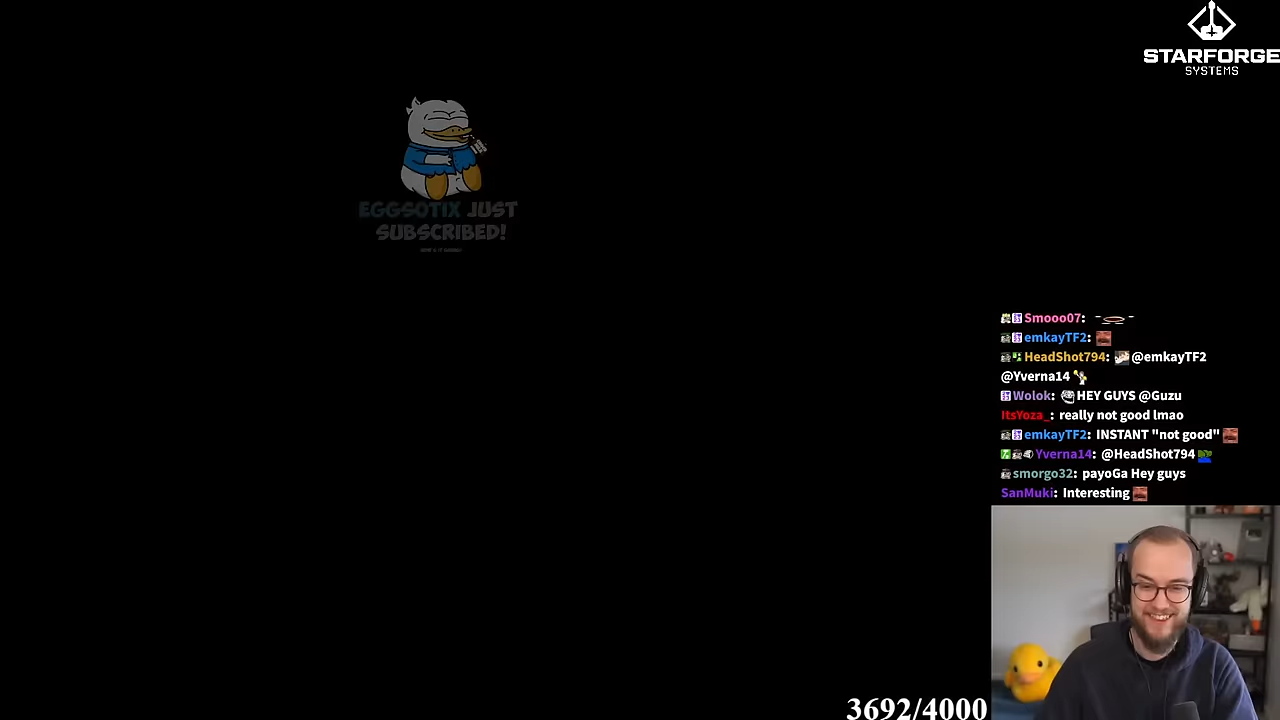 STARFORGE
SYSTEMS
EGGSOTIX JUST
SUBSCRIBED!
Smooo07:
emkayTF2:
HeadShot794: @emkayTF2
@Yverna14
Wolok: HEY GUYS @Guzu
ItsYoza_: really not good lmao
emkayTF2: INSTANT "not good"
Yverna14: @HeadShot794
smorgo32: payoGa Hey guys
SanMuki: Interesting
3692/4000